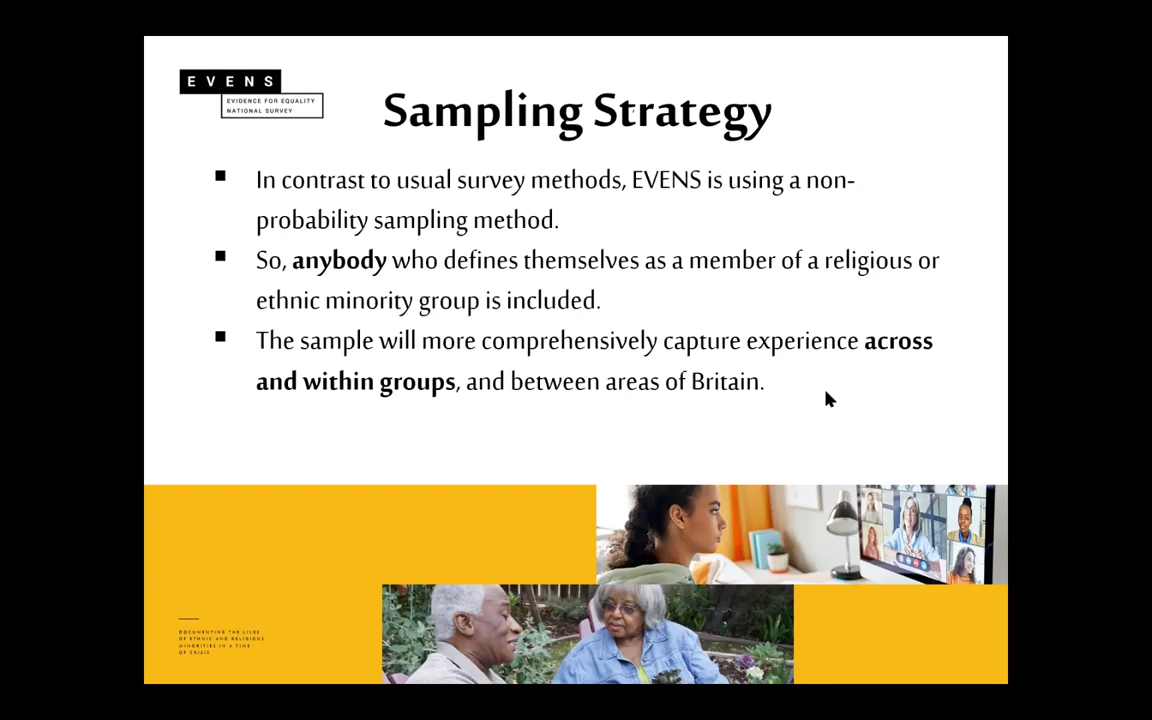 EVENS
EVIDENCE FOR EQUALITY
NATIONAL SURVEY
Sampling Strategy
In contrast to usual survey methods, EVENS is using a non-
probability sampling method.
So, anybody who defines themselves as a member of a religious or
ethnic minority group is included.
The sample will more comprehensively capture experience across
and within groups, and between areas of Britain.
DOCUMENTING THE LIVES
OF ETHNIC AND RELIGIOUS
MINORITIES IN A TIME
OF CRISIS